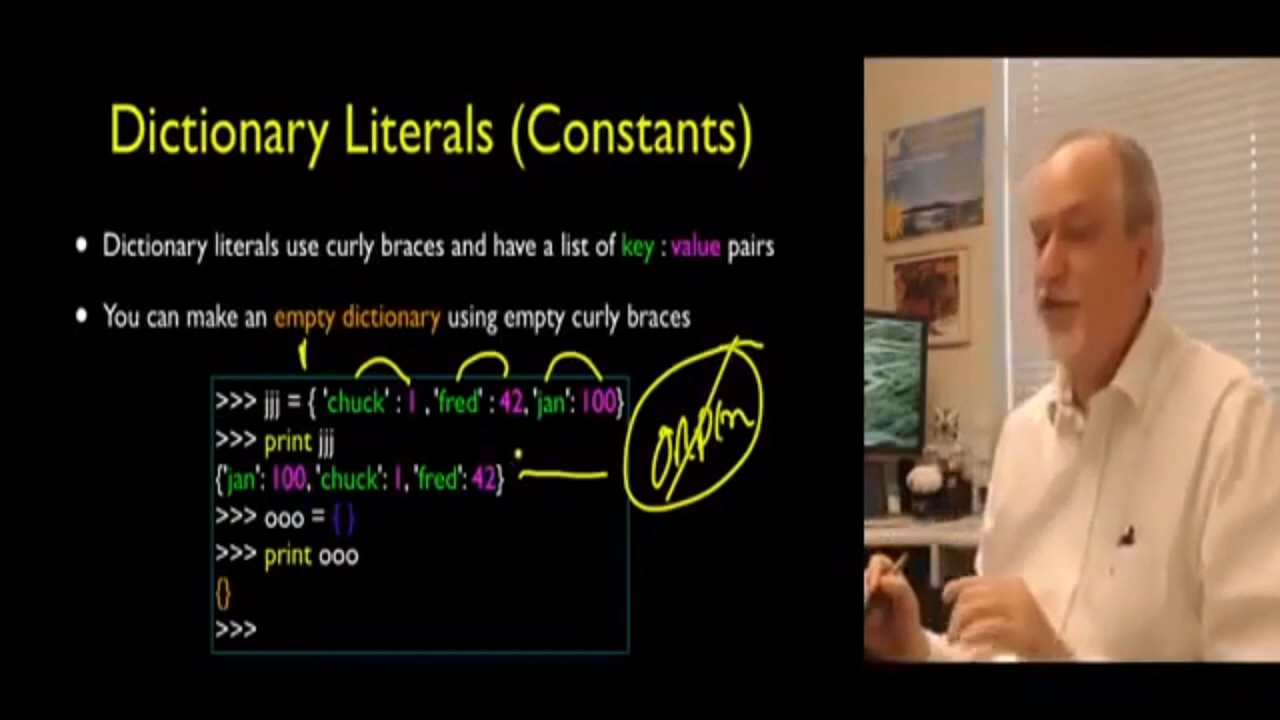 Dictionary Literals (Constants)
• Dictionary literals use curly braces and have a list of key : value pairs
• You can make an empty dictionary using empty curly braces
>>> jjj = { 'chuck' : 1 , 'fred' : 42, 'jan': 100}
>>> print jjj
{'jan': 100, 'chuck': 1, 'fred': 42}
>>> ooo = { }
>>> print ooo
{}
>>>